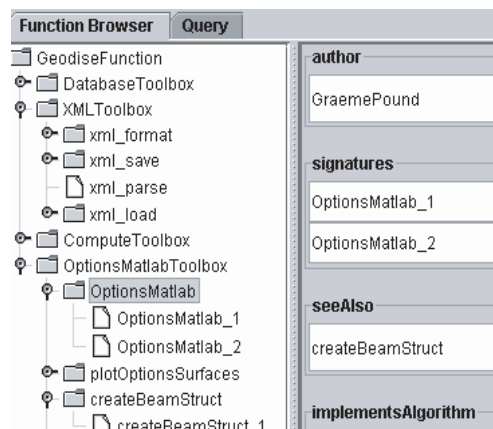 Function Browser
Query
GeodiseFunction
DatabaseToolbox
XMLToolbox
xml_format
xml_save
xml_parse
xml_load
ComputeToolbox
OptionsMatlabToolbox
OptionsMatlab
OptionsMatlab_1
OptionsMatlab_2
plotOptionsSurfaces
createBeamStruct
createBeamStruct_1
author
GraemePound
signatures
OptionsMatlab_1
OptionsMatlab_2
seeAlso
createBeamStruct
implementsAlgorithm